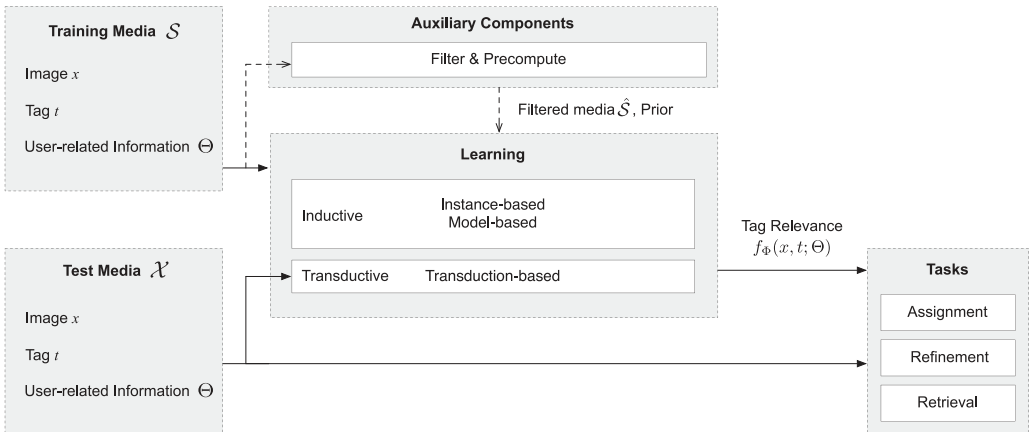 Training Media 𝒮
Image x
Tag t
User-related Information Θ
Auxiliary Components
Filter & Precompute
Filtered media Ŝ, Prior
Learning
Inductive
Instance-based
Model-based
Transductive
Transduction-based
Test Media 𝒳
Image x
Tag t
User-related Information Θ
Tag Relevance
f_Φ(x, t; Θ)
Tasks
Assignment
Refinement
Retrieval